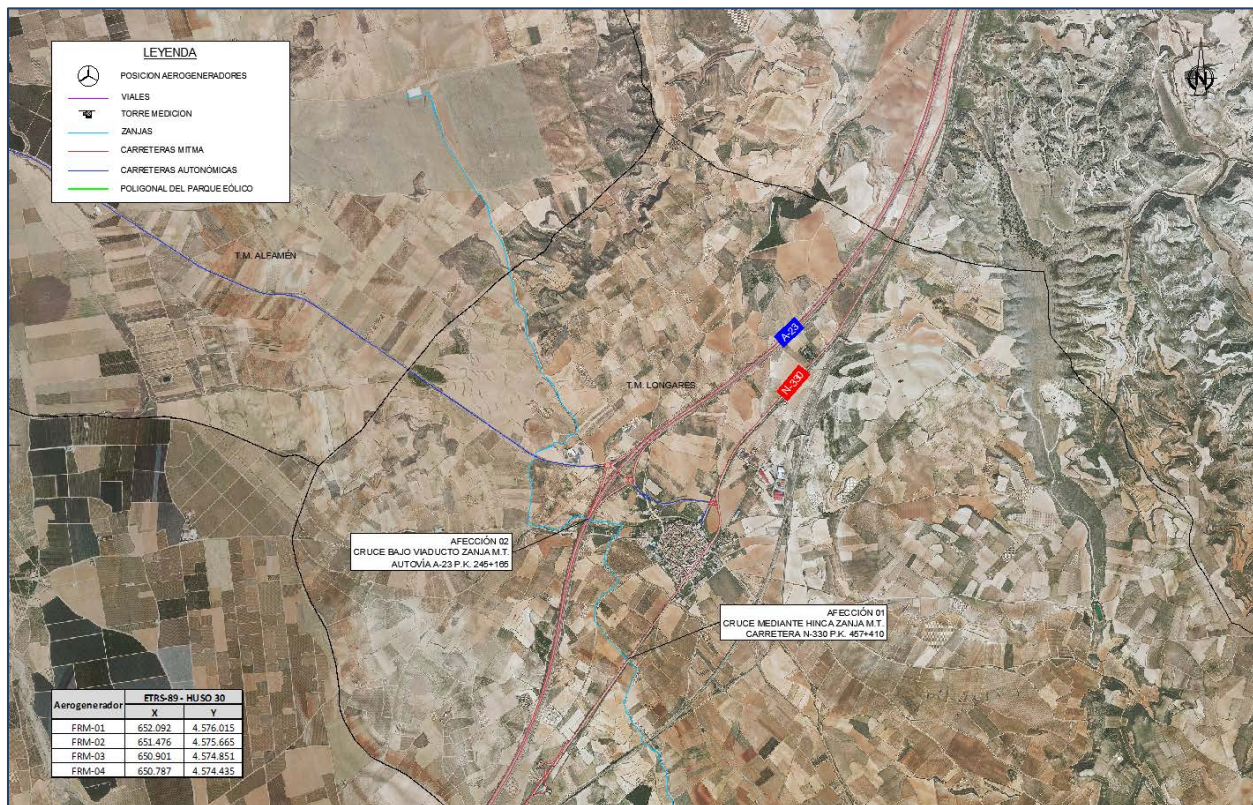 LEYENDA
POSICION AEROGENERADORES
VIALES
TORRE MEDICION
ZANJAS
CARRETERAS MITMA
CARRETERAS AUTONÓMICAS
POLIGONAL DEL PARQUE EÓLICO
N
T.M. ALFAMÉN
A-23
N-330
T.M. LONGARES
AFECCIÓN 02
CRUCE BAJO VIADUCTO ZANJA M.T.
AUTOVÍA A-23 P.K. 245+165
AFECCIÓN 01
CRUCE MEDIANTE HINCA ZANJA M.T.
CARRETERA N-330 P.K. 457+410
Aerogenerador ETRS-89 - HUSO 30
X Y
FRM-01 652.092 4.576.015
FRM-02 651.476 4.575.665
FRM-03 650.901 4.574.851
FRM-04 650.787 4.574.435